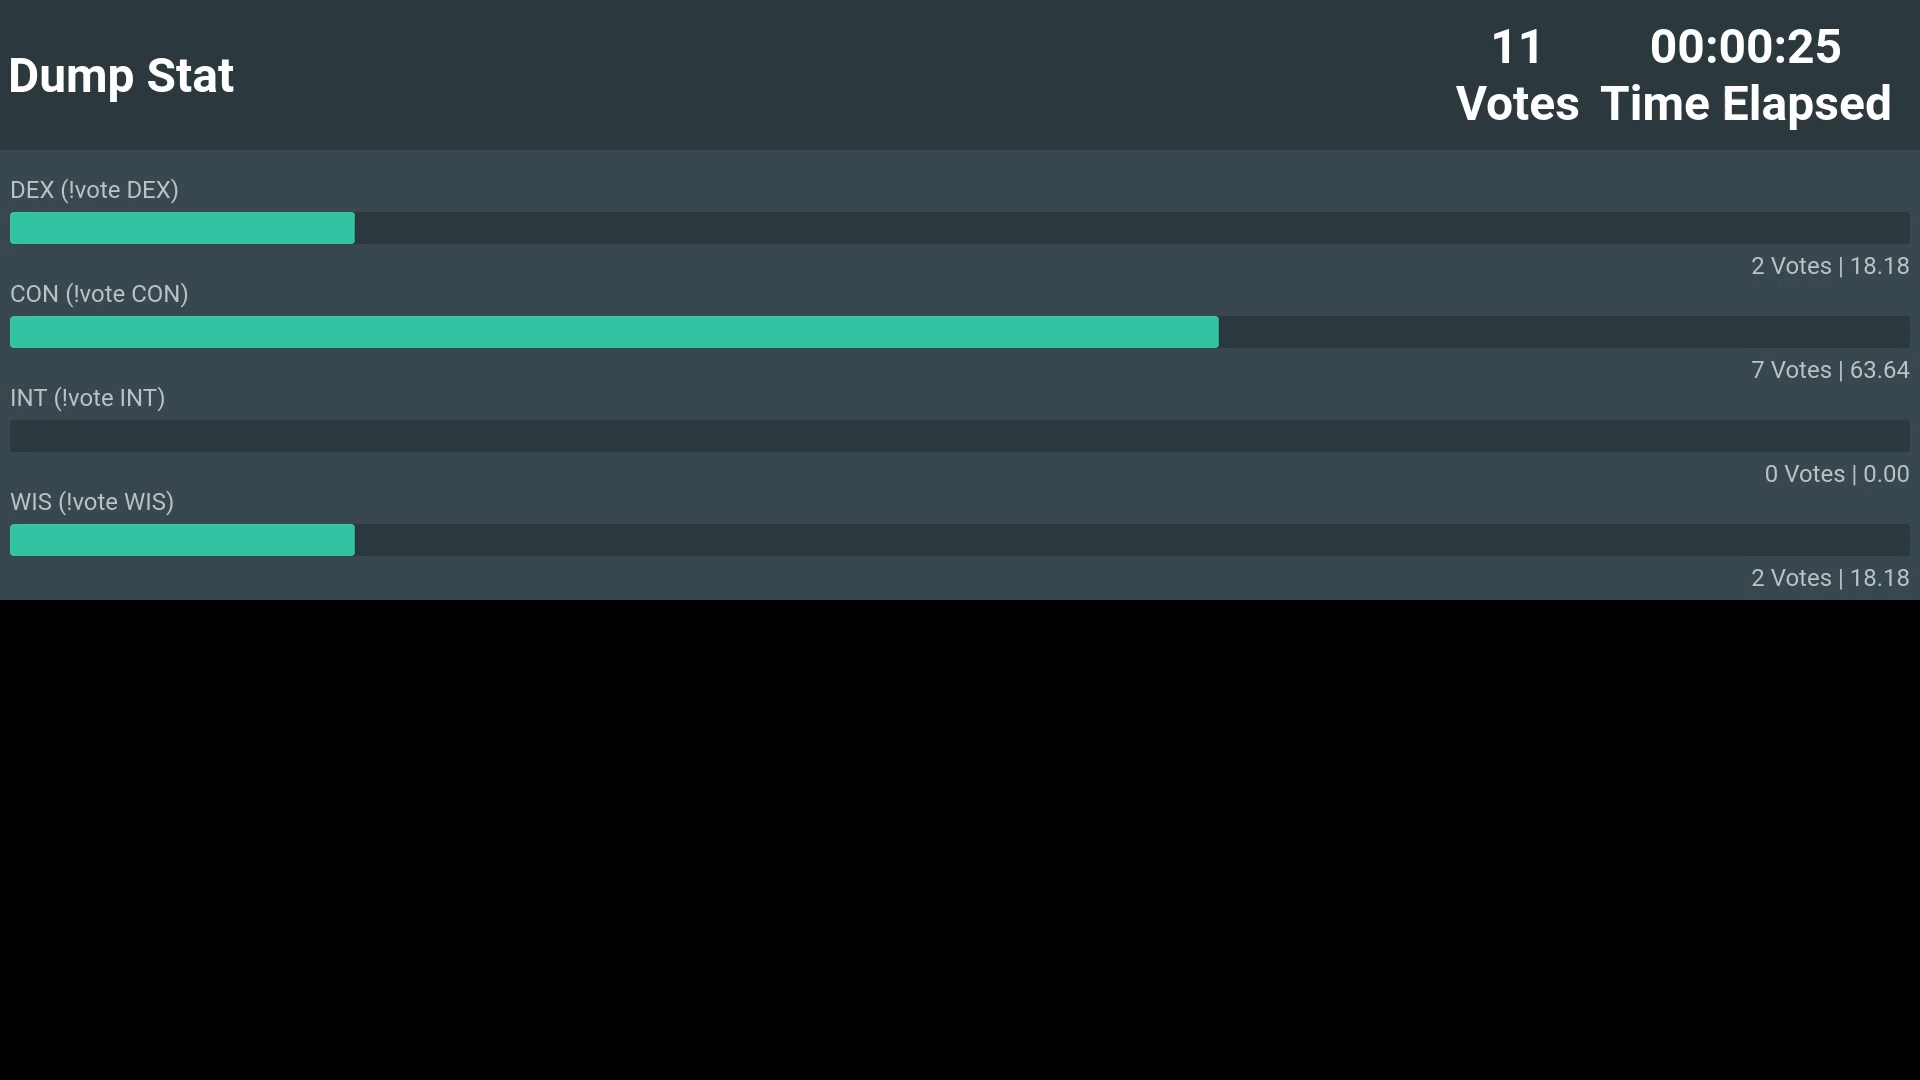 Dump Stat
11
Votes
00:00:25
Time Elapsed
DEX (!vote DEX)
2 Votes | 18.18
CON (!vote CON)
7 Votes | 63.64
INT (!vote INT)
0 Votes | 0.00
WIS (!vote WIS)
2 Votes | 18.18